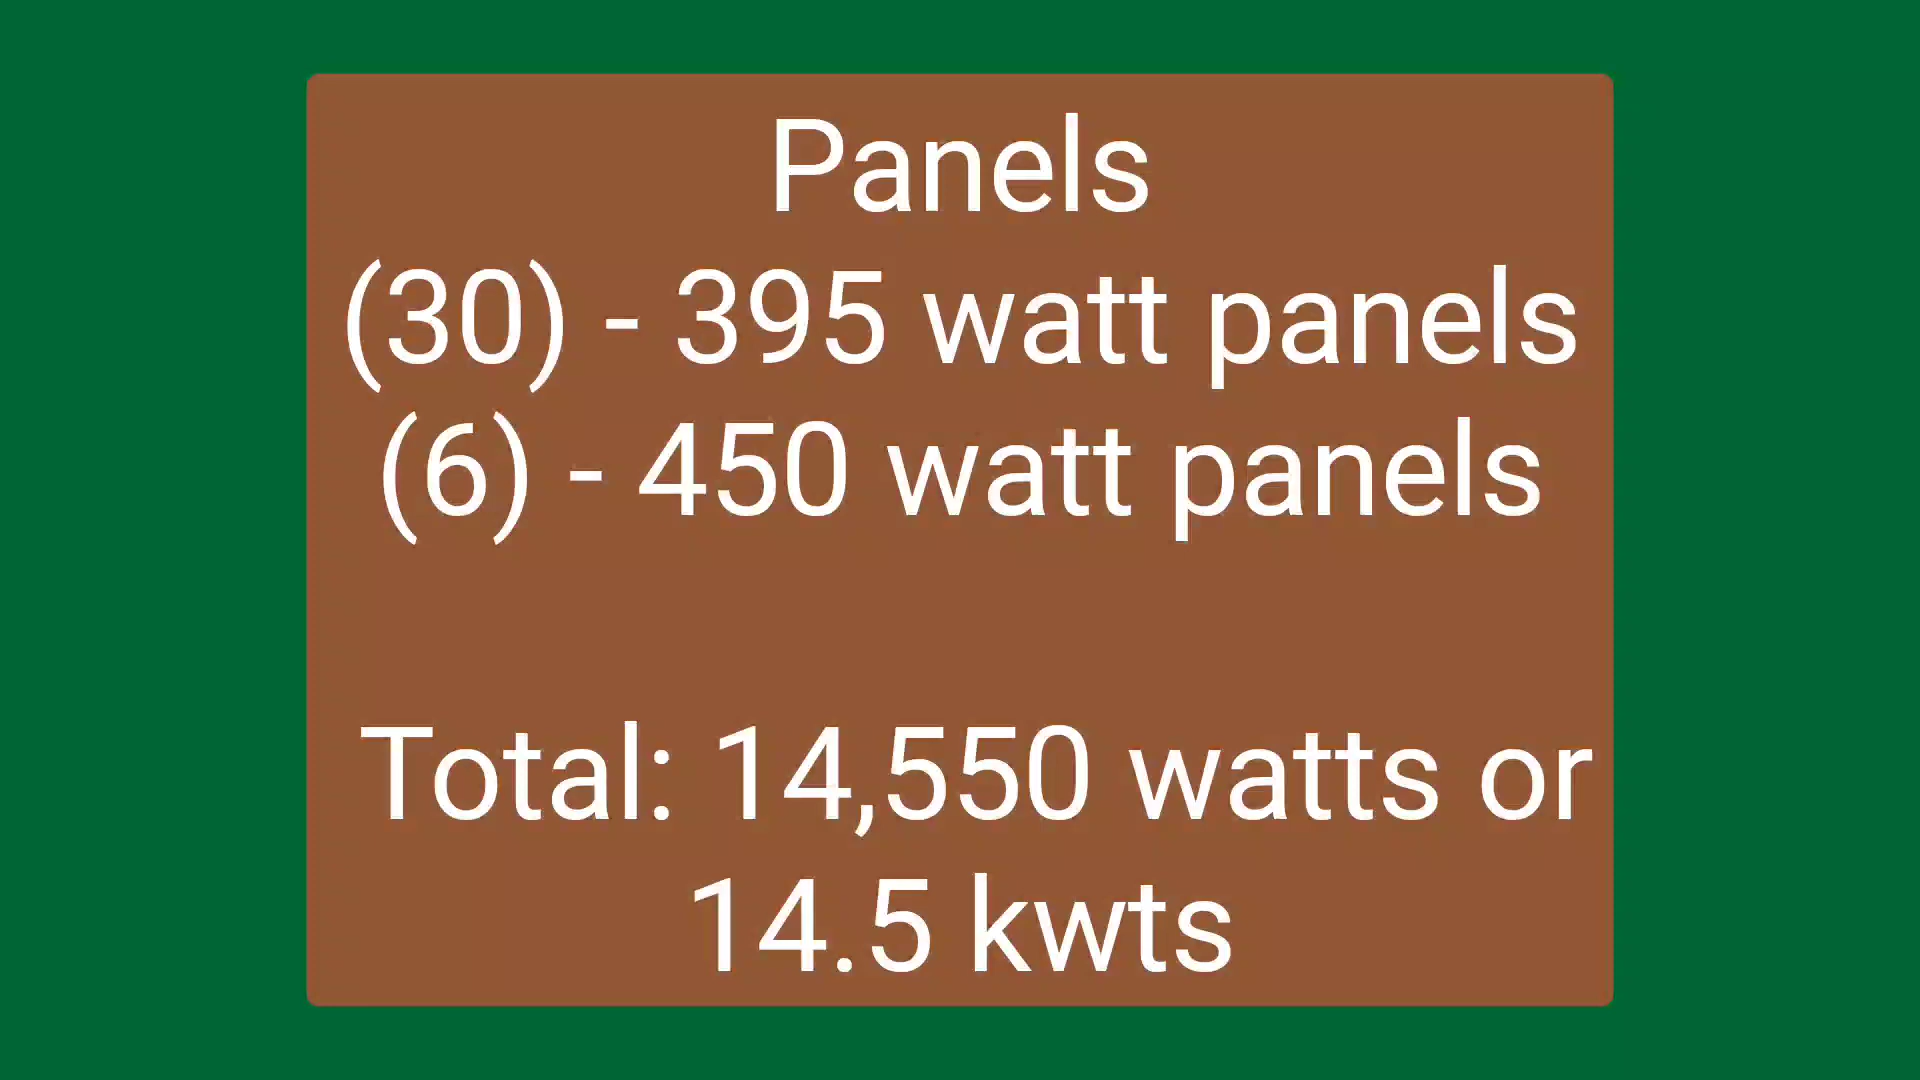 Panels
(30) - 395 watt panels
(6) - 450 watt panels
Total: 14,550 watts or
14.5 kwts